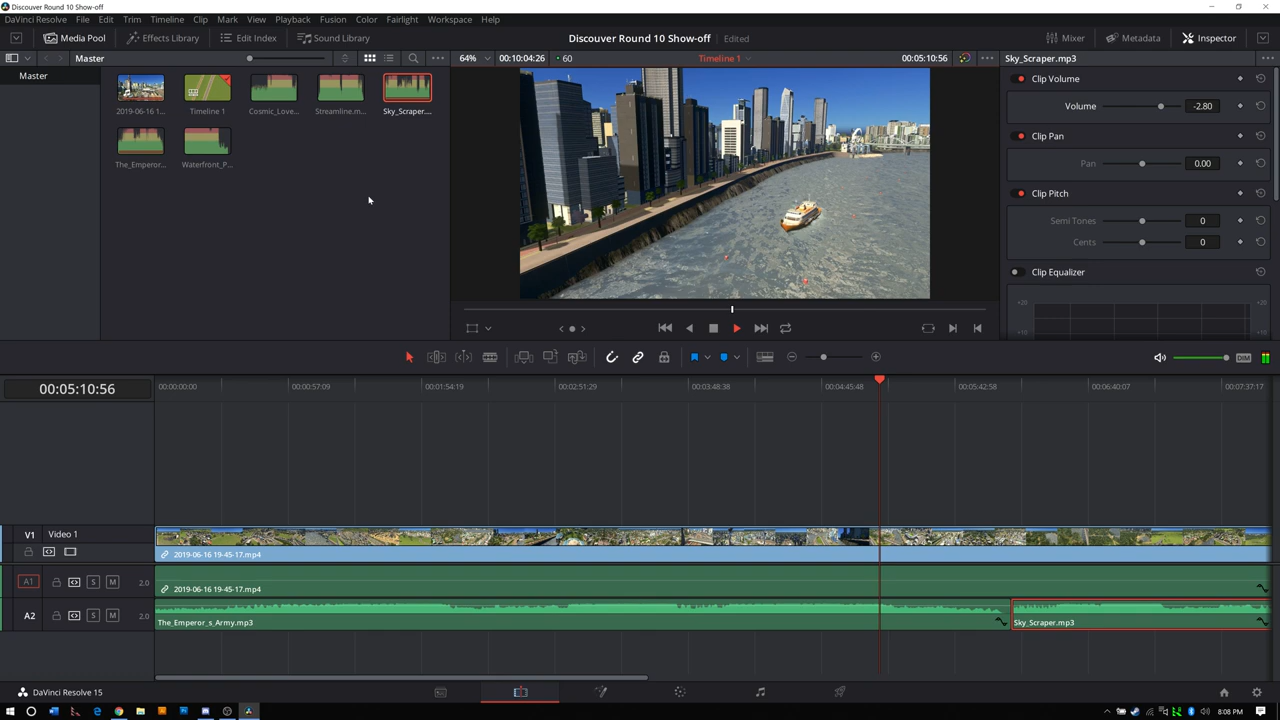 Discover Round 10 Show-off
DaVinci Resolve File Edit Trim Timeline Clip Mark View Playback Fusion Color Fairlight Workspace Help
Media Pool Effects Library Edit Index Sound Library Discover Round 10 Show-off Edited Mixer Metadata Inspector
Master 64% 00:10:04:26 60 Timeline 1 00:05:10:56 Sky_Scraper.mp3
Master
2019-06-16 1... Timeline 1 Cosmic_Love... Streamline.m... Sky_Scraper....
The_Emperor... Waterfront_P...
Clip Volume
Volume -2.80
Clip Pan
Pan 0.00
Clip Pitch
Semi Tones 0
Cents 0
Clip Equalizer
+20 +20
+10 +10
DIM
00:05:10:56 00:00:00:00 00:00:57:09 00:01:54:19 00:02:51:29 00:03:48:38 00:04:45:48 00:05:42:58 00:06:40:07 00:07:37:17
V1 Video 1
2019-06-16 19-45-17.mp4
A1 S M 2.0 2019-06-16 19-45-17.mp4
A2 S M 2.0 The_Emperor_s_Army.mp3 Sky_Scraper.mp3
DaVinci Resolve 15
8:08 PM